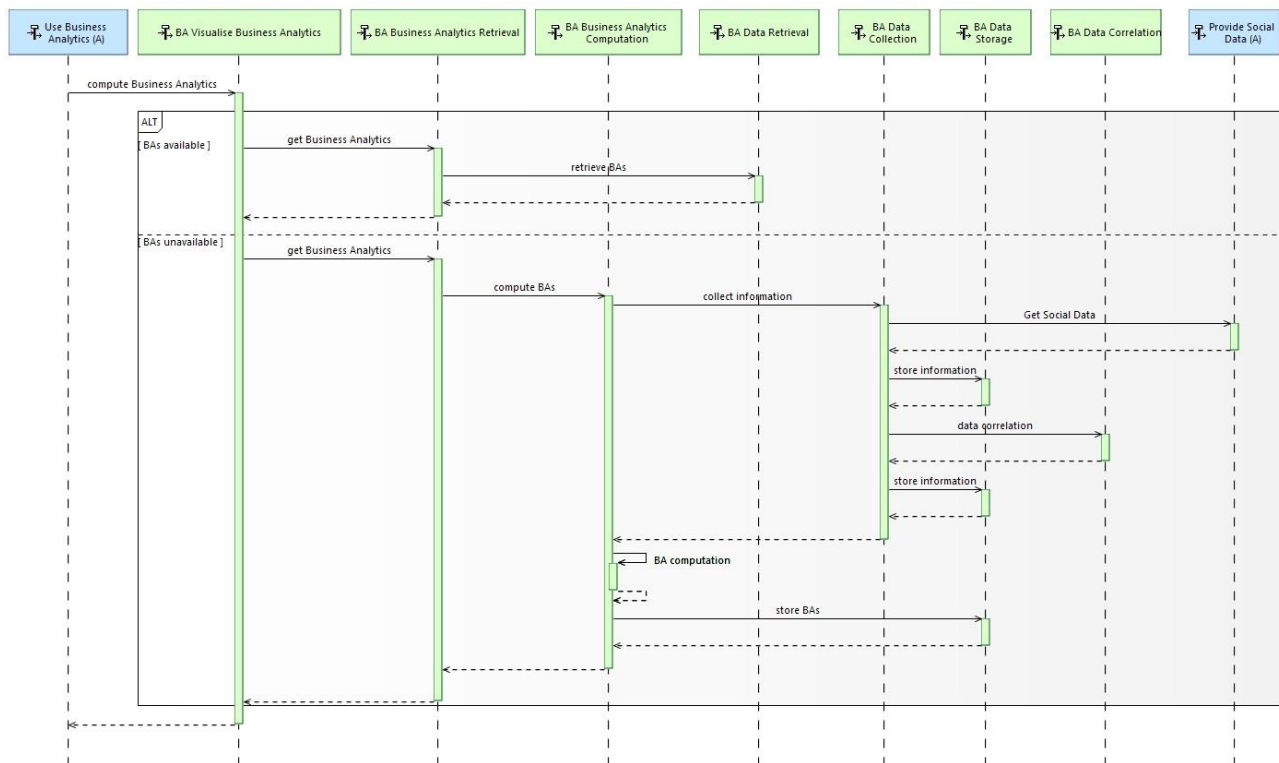 Use Business
Analytics (A)
BA Visualise Business Analytics
BA Business Analytics Retrieval
BA Business Analytics
Computation
BA Data Retrieval
BA Data
Collection
BA Data
Storage
BA Data Correlation
Provide Social
Data (A)
compute Business Analytics
ALT
[ BAs available ]
get Business Analytics
retrieve BAs
[ BAs unavailable ]
get Business Analytics
compute BAs
collect information
Get Social Data
store information
data correlation
store information
BA computation
store BAs